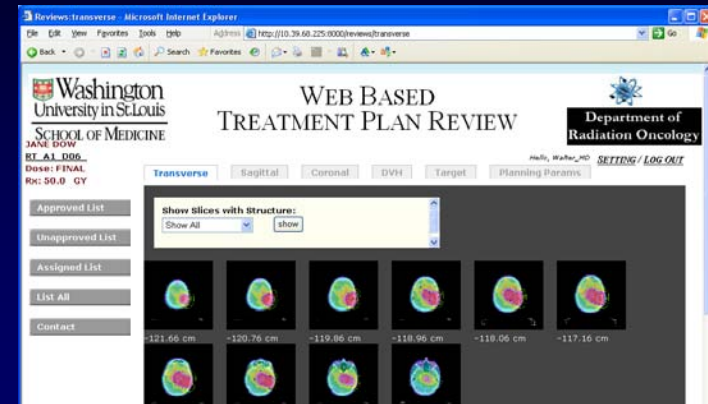 Reviews:transverse - Microsoft Internet Explorer
File Edit View Favorites Tools Help Address http://10.39.68.225:8000/reviews/transverse Go
Back Search Favorites
Washington
University in St.Louis
SCHOOL OF MEDICINE
WEB BASED
TREATMENT PLAN REVIEW
Department of
Radiation Oncology
JANE DOW
RT_A1_D06
Dose: FINAL
Rx: 50.0 GY
Hello, Walter_MD SETTING / LOG OUT
Transverse Sagittal Coronal DVH Target Planning Params
Approved List
Unapproved List
Assigned List
List All
Contact
Show Slices with Structure:
Show All show
-121.66 cm -120.76 cm -119.86 cm -118.96 cm -118.06 cm -117.16 cm